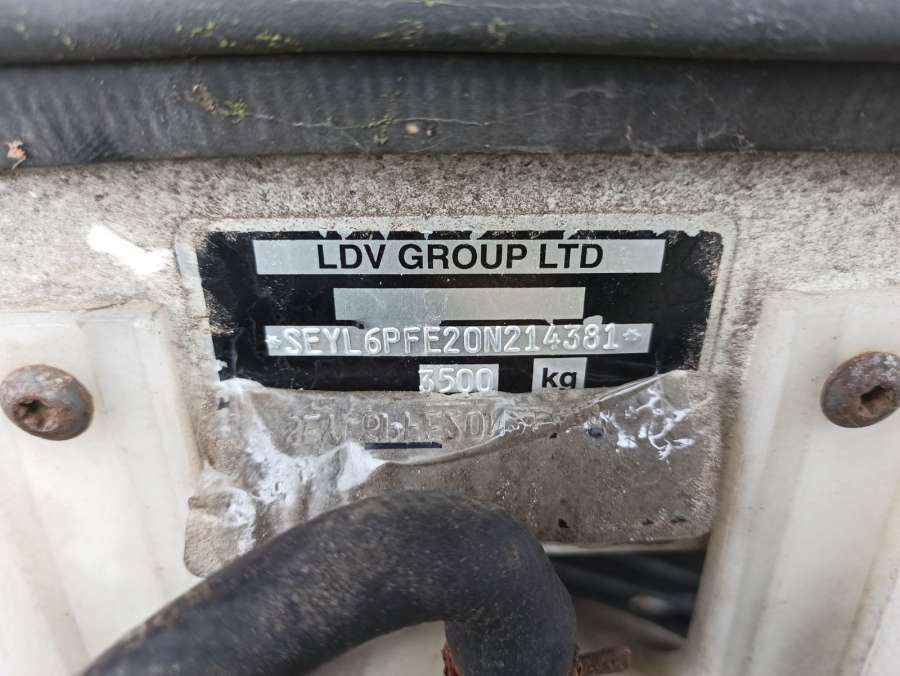 LDV GROUP LTD
*SEYL6PFE20N214381*
3500 kg